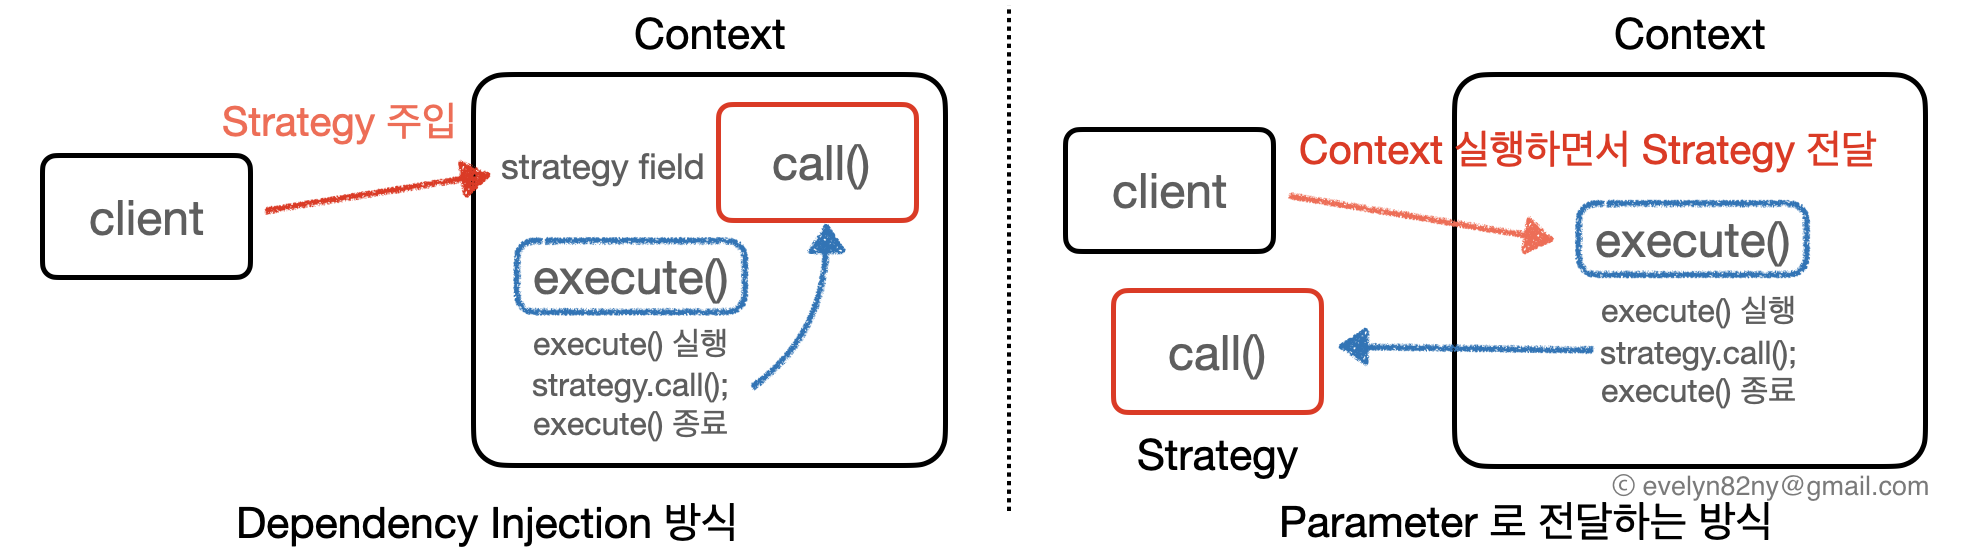 Context
Strategy 주입
strategy field
call()
client
execute()
execute() 실행
strategy.call();
execute() 종료
Dependency Injection 방식
Context
Context 실행하면서 Strategy 전달
client
execute()
execute() 실행
strategy.call();
execute() 종료
call()
Strategy
© evelyn82ny@gmail.com
Parameter 로 전달하는 방식